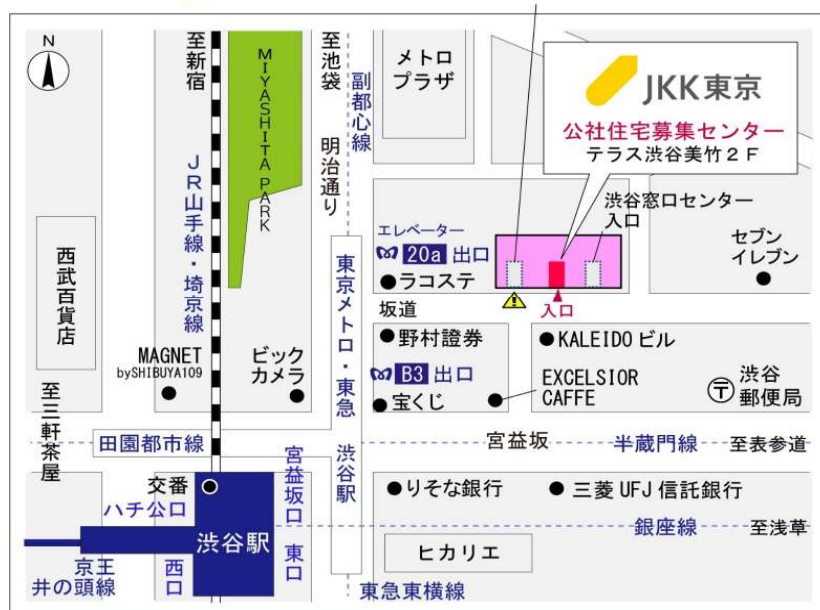 N
至新宿
MIYASHITA PARK
至池袋
明治通り
副都心線
メトロ
プラザ
JKK東京
公社住宅募集センター
テラス渋谷美竹２Ｆ
JR山手線・埼京線
西武百貨店
エレベーター
20a 出口
ラコステ
渋谷窓口センター
入口
セブン
イレブン
坂道
入口
東京メトロ・東急
渋谷駅
MAGNET
bySHIBUYA109
ビック
カメラ
野村證券
KALEIDO ビル
B3 出口
EXCELSIOR
CAFFE
宝くじ
渋谷
郵便局
至三軒茶屋
田園都市線
宮益坂
半蔵門線
至表参道
交番
ハチ公口
宮益坂口
りそな銀行
三菱 UFJ 信託銀行
渋谷駅
銀座線
至浅草
京王
井の頭線
西口
東口
ヒカリエ
東急東横線